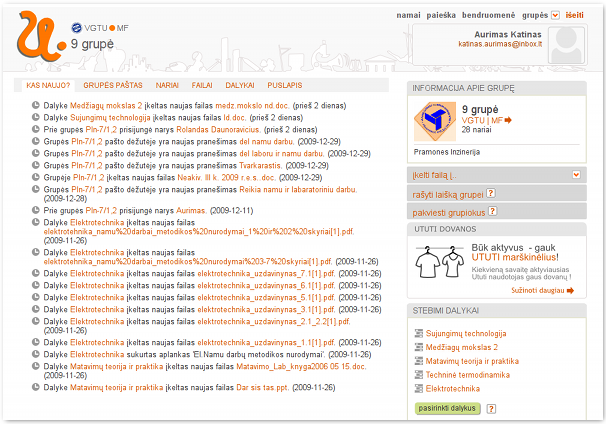 namai paieška bendruomenė grupės išeiti
VGTU MF
9 grupė
Aurimas Katinas
katinas.aurimas@inbox.lt
KAS NAUJO? GRUPĖS PAŠTAS NARIAI FAILAI DALYKAI PUSLAPIS
Dalyke Medžiagų mokslas 2 įkeltas naujas failas medz.mokslo nd.doc. (prieš 2 dienas)
Dalyke Sujungimų technologija įkeltas naujas failas ld.doc. (prieš 2 dienas)
Prie grupės PIn-7/1,2 prisijungė narys Rolandas Daunoravicius.
Grupės PIn-7/1,2 pašto dėžutėje yra naujas pranešimas del namu darbu. (2009-12-29)
Grupės PIn-7/1,2 pašto dėžutėje yra naujas pranešimas del laboru ir namu darbu. (2009-12-29)
Grupės PIn-7/1,2 pašto dėžutėje yra naujas pranešimas Tvarkarastis. (2009-12-29)
Grupėje PIn-7/1,2 įkeltas naujas failas Neakiv. III k. 2009 r.e.s..doc. (2009-12-29)
Grupės PIn-7/1,2 pašto dėžutėje yra naujas pranešimas Reikia namu ir labaratoriniu darbu.
(2009-12-28)
Prie grupės PIn-7/1,2 prisijungė narys Aurimas. (2009-12-11)
Dalyke Elektrotechnika įkeltas naujas failas
elektrotehnika_namu%20darbai_metodikos%20nurodymai_1%20ir%202%20skyriai[1].pdf.
(2009-11-26)
Dalyke Elektrotechnika įkeltas naujas failas
elektrotehnika_namu%20darbu_metodikos%20nurodymai%203-7%20skyriai[1].pdf. (2009-11-26)
Dalyke Elektrotechnika įkeltas naujas failas elektrotechnika_uzdavinynas_7.1[1].pdf. (2009-11-26)
Dalyke Elektrotechnika įkeltas naujas failas elektrotechnika_uzdavinynas_6.1[1].pdf. (2009-11-26)
Dalyke Elektrotechnika įkeltas naujas failas elektrotechnika_uzdavinynas_5.1[1].pdf. (2009-11-26)
Dalyke Elektrotechnika įkeltas naujas failas elektrotechnika_uzdavinynas_3.1[1].pdf. (2009-11-26)
Dalyke Elektrotechnika įkeltas naujas failas elektrotechnika_uzdavinynas_2.1_2.2[1].pdf.
(2009-11-26)
Dalyke Elektrotechnika įkeltas naujas failas elektrotechnika_uzdavinynas_1.1[1].pdf. (2009-11-26)
Dalyke Elektrotechnika sukurtas aplankas 'El Namu darbų metodikos nurodymai'. (2009-11-26)
Dalyke Matavimų teorija ir praktika įkeltas naujas failas Matavimo_Lab_knyga2006 05 15.doc.
(2009-11-26)
Dalyke Matavimų teorija ir praktika įkeltas naujas failas Dar sis tas.ppt. (2009-11-26)
INFORMACIJA APIE GRUPĘ
9 grupė
VGTU | MF
28 nariai
Pramones Inzinerija
įkelti failą į..
rašyti laišką grupei ?
pakviesti grupiokus ?
UTUTI DOVANOS
Būk aktyvus - gauk
UTUTI marškinėlius!
Kiekvieną savaitę aktyviausias
Ututi naudotojas gaus dovanų !
Sužinoti daugiau
STEBIMI DALYKAI
Sujungimų technologija
Medžiagų mokslas 2
Matavimų teorija ir praktika
Techninė termodinamika
Elektrotechnika
pasirinkti dalykus ?